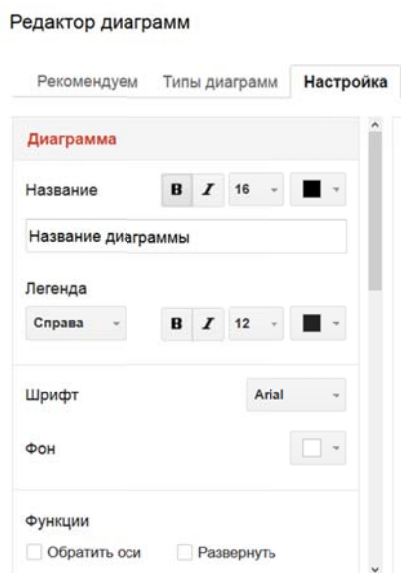 Редактор диаграмм
Рекомендуем Типы диаграмм Настройка
Диаграмма
Название B I 16
Название диаграммы
Легенда
Справа B I 12
Шрифт Arial
Фон
Функции
Обратить оси Развернуть